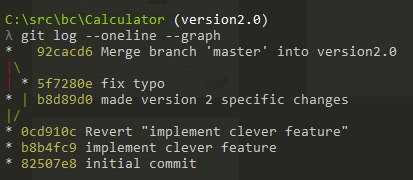 C:\src\bc\Calculator (version2.0)
λ git log --oneline --graph
*   92cacd6 Merge branch 'master' into version2.0
|\
| * 5f7280e fix typo
* | b8d89d0 made version 2 specific changes
|/
* 0cd910c Revert "implement clever feature"
* b8b4fc9 implement clever feature
* 82507e8 initial commit